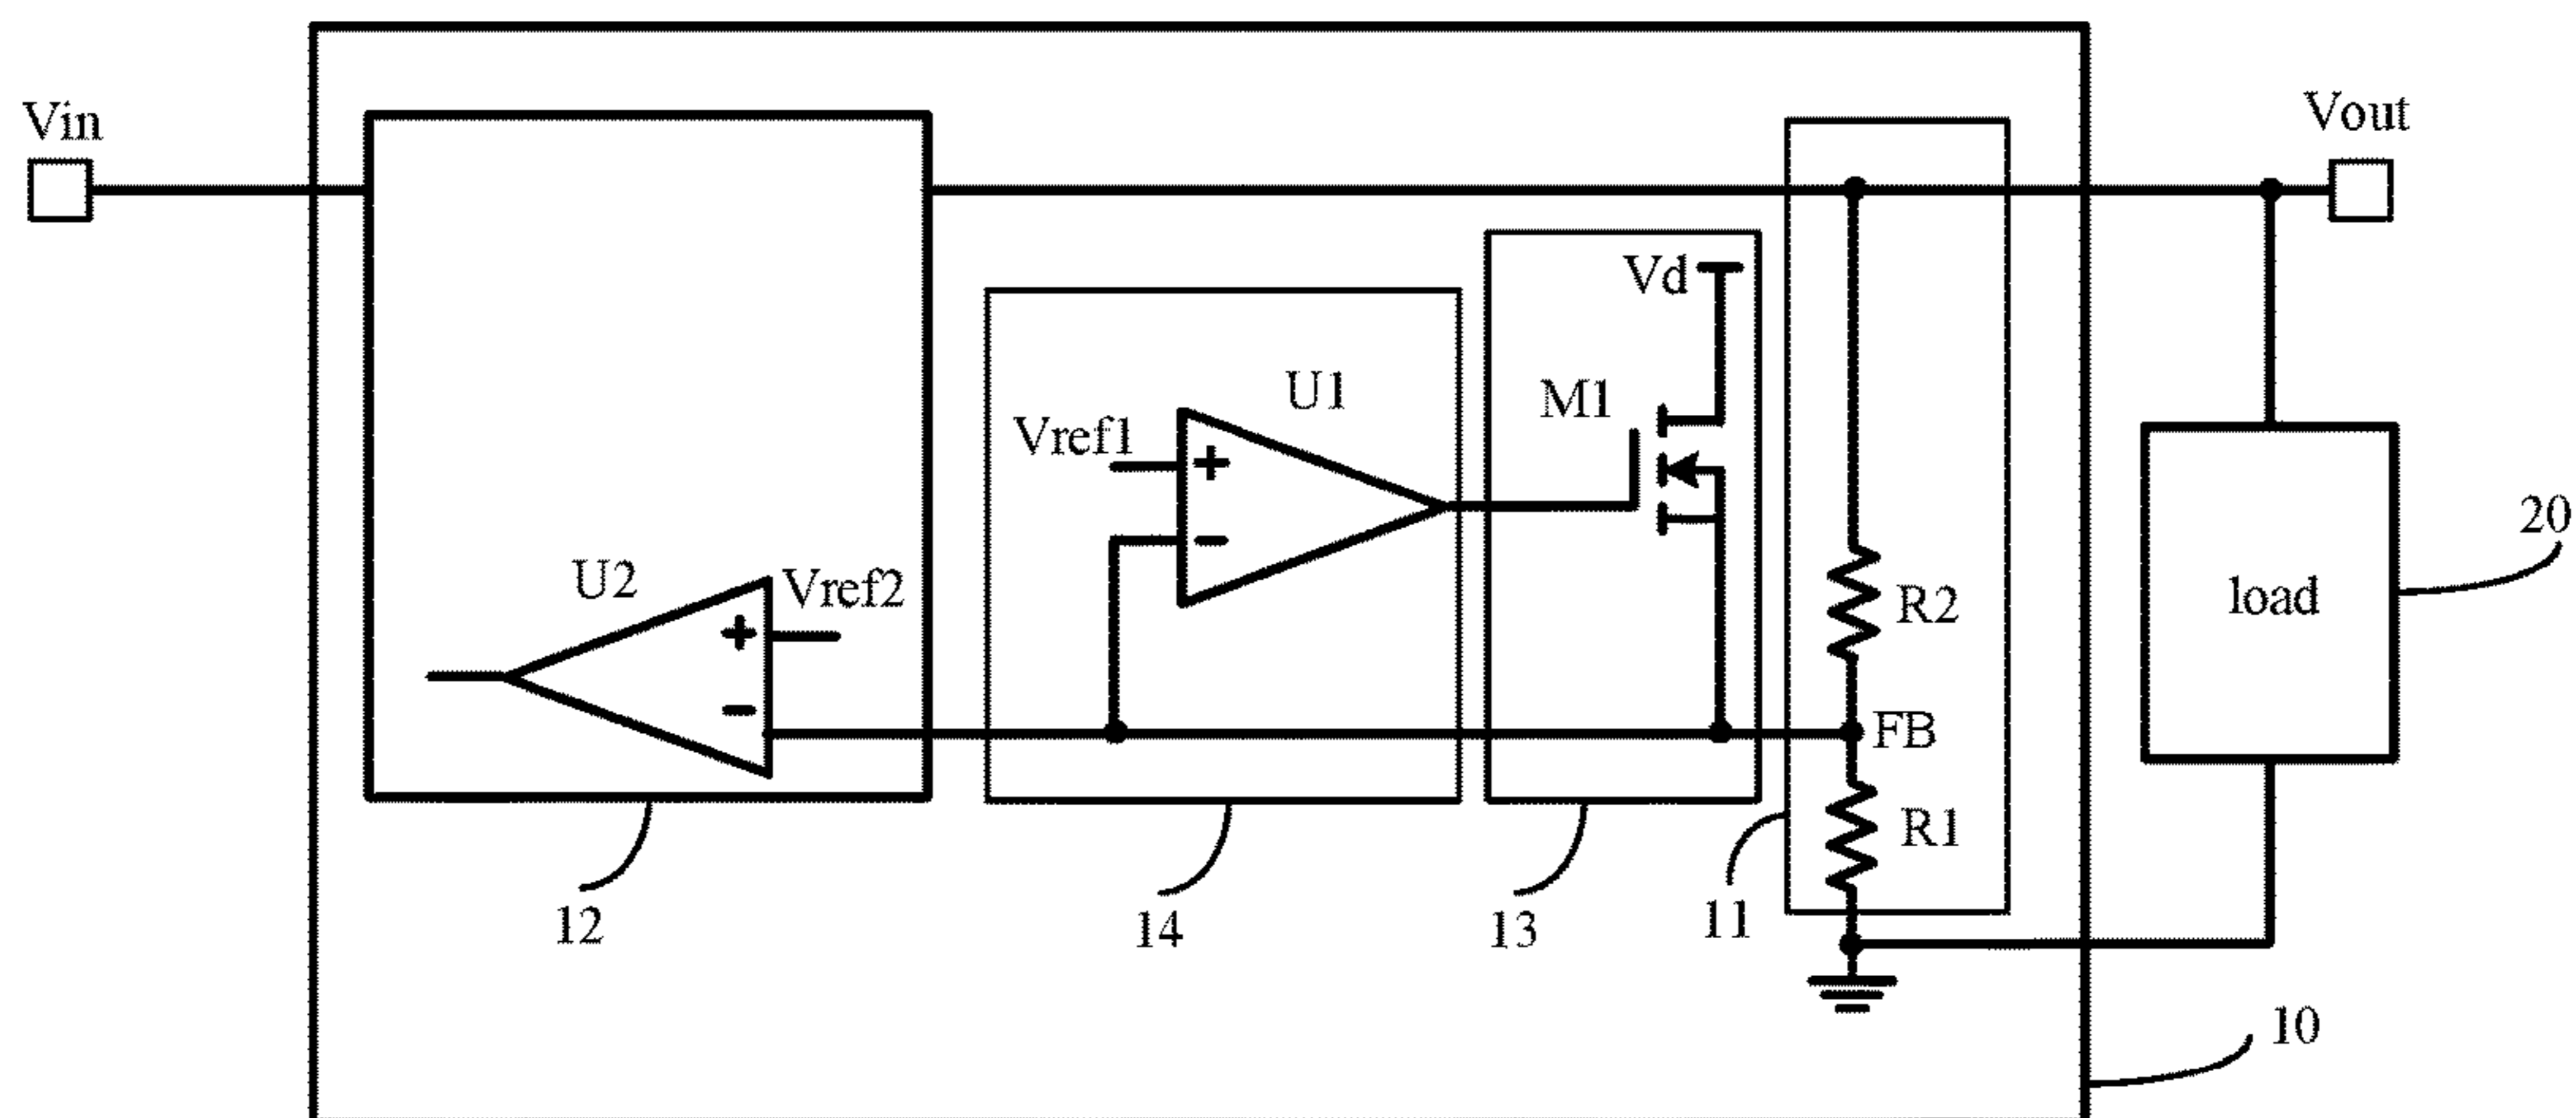 Vin
Vout
Vd
U1
M1
Vref1
20
U2
Vref2
load
R2
+
-
+
-
FB
R1
12
14
13
11
10